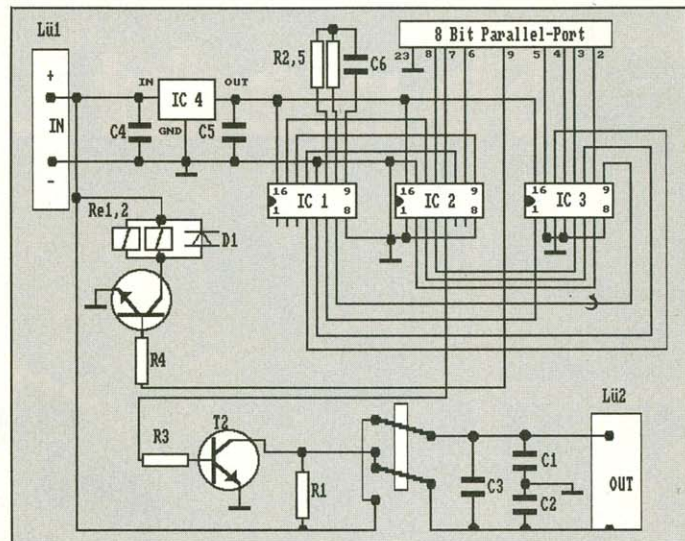 Lü1
8 Bit Parallel-Port
23 8 7 6 9 5 4 3 2
R2,5
C6
+
IN
-
IN
OUT
IC 4
GND
C4
C5
16
9
1
8
IC 1
16
9
1
8
IC 2
16
9
1
8
IC 3
Re1,2
D1
R4
R3
T2
R1
C3
C1
C2
Lü2
OUT